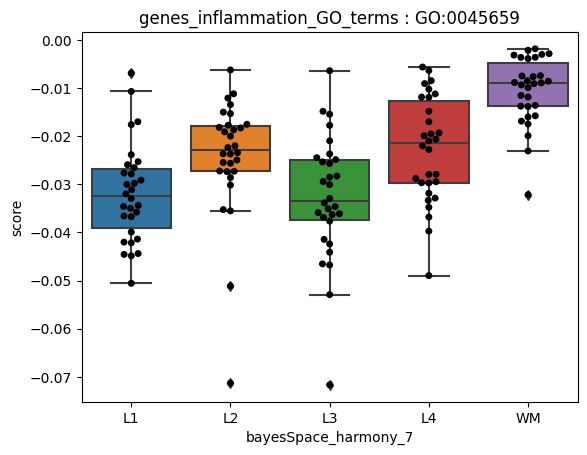 genes_inflammation_GO_terms : GO:0045659
0.00
−0.01
−0.02
−0.03
−0.04
−0.05
−0.06
−0.07
score
L1 L2 L3 L4 WM
bayesSpace_harmony_7